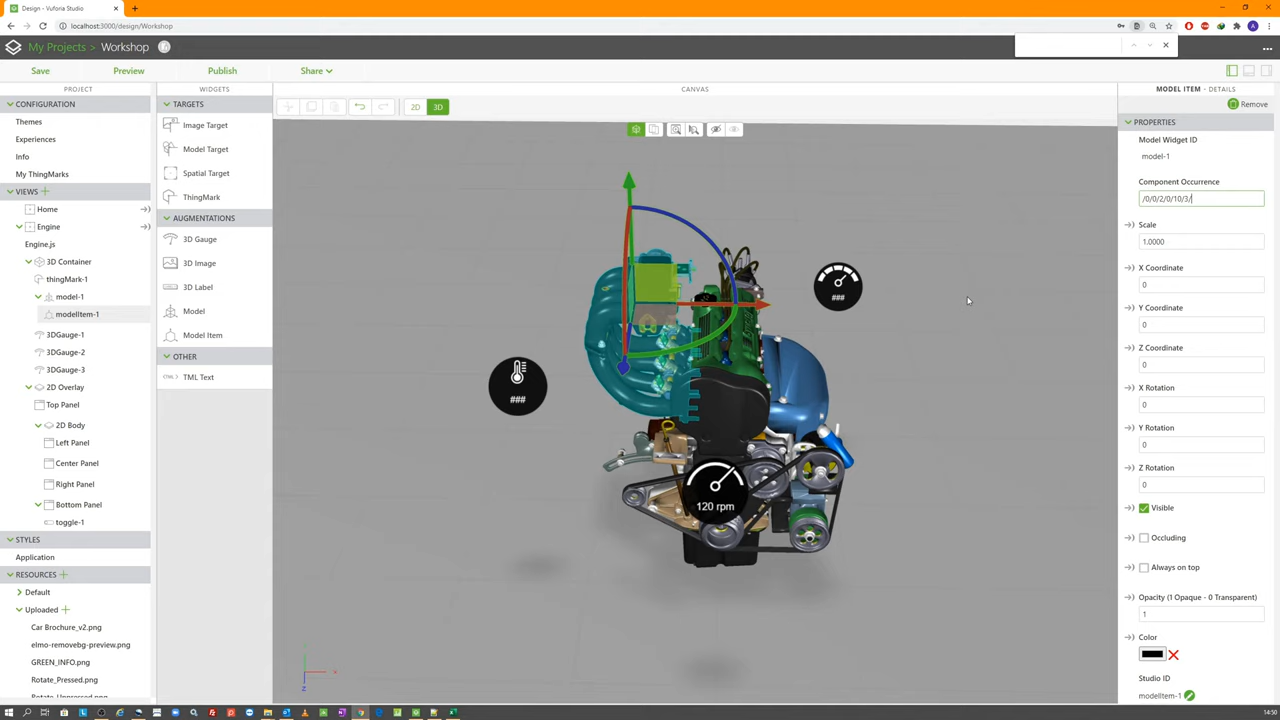 Vuforia Studio
localhost:3000/design/Workshop
My Projects > Workshop
Save
Preview
Publish
Share
PROJECT
CONFIGURATION
Themes
Experiences
Info
My ThingMarks
VIEWS
Home
Engine
Engine.js
3D Container
thingMark-1
model-1
modelItem-1
3DGauge-1
3DGauge-2
3DGauge-3
2D Overlay
Top Panel
2D Body
Left Panel
Center Panel
Right Panel
Bottom Panel
toggle-1
STYLES
Application
RESOURCES
Default
Uploaded
Car Brochure_v2.png
elmo-removebg-preview.png
GREEN_INFO.png
Rotate_Pressed.png
Rotate_Unpressed.png
WIDGETS
TARGETS
Image Target
Model Target
Spatial Target
ThingMark
AUGMENTATIONS
3D Gauge
3D Image
3D Label
Model
Model Item
OTHER
TML Text
CANVAS
2D
3D
###
###
120 rpm
MODEL ITEM - DETAILS
Remove
PROPERTIES
Model Widget ID
model-1
Component Occurrence
/0/0/2/0/10/3/
Scale
1.0000
X Coordinate
0
Y Coordinate
0
Z Coordinate
0
X Rotation
0
Y Rotation
0
Z Rotation
0
Visible
Occluding
Always on top
Opacity (1 Opaque - 0 Transparent)
1
Color
Studio ID
modelItem-1
14:50